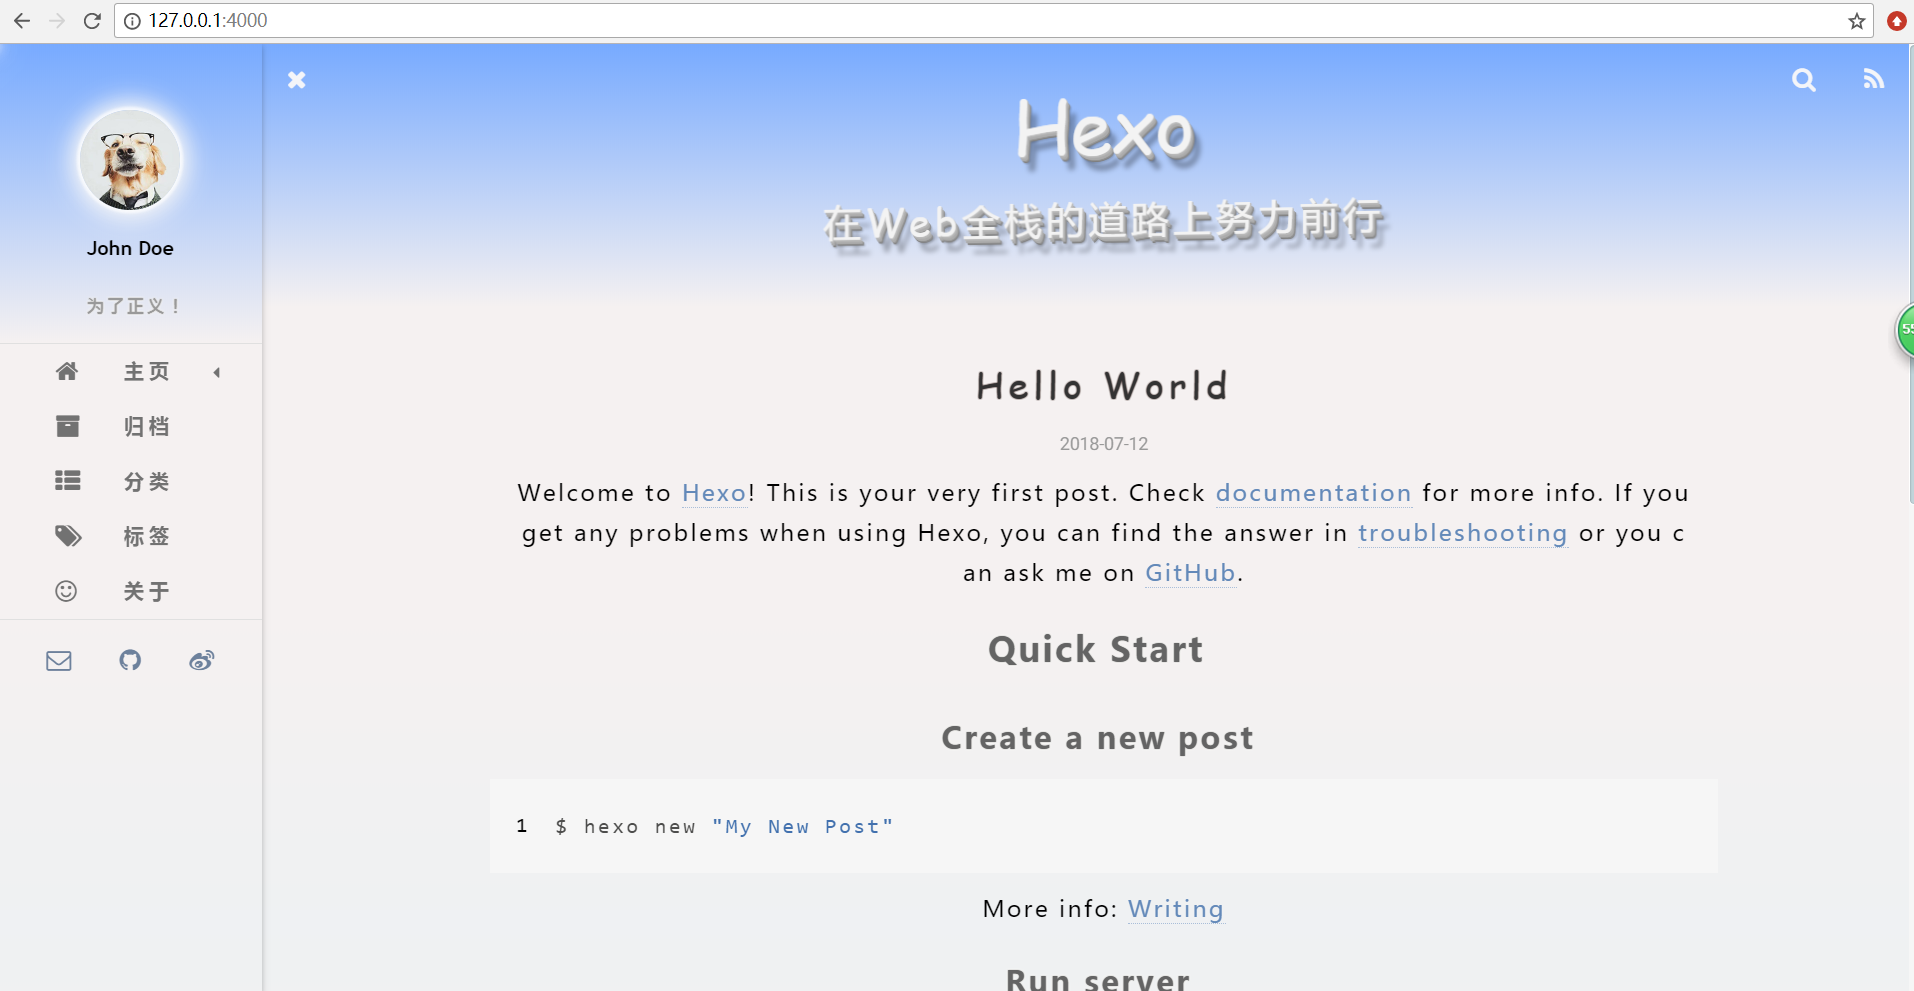 127.0.0.1:4000
Hexo
在Web全栈的道路上努力前行
John Doe
为了正义！
主页
归档
分类
标签
关于
Hello World
2018-07-12
Welcome to Hexo! This is your very first post. Check documentation for more info. If you
get any problems when using Hexo, you can find the answer in troubleshooting or you c
an ask me on GitHub.
Quick Start
Create a new post
1 $ hexo new "My New Post"
More info: Writing
Run server